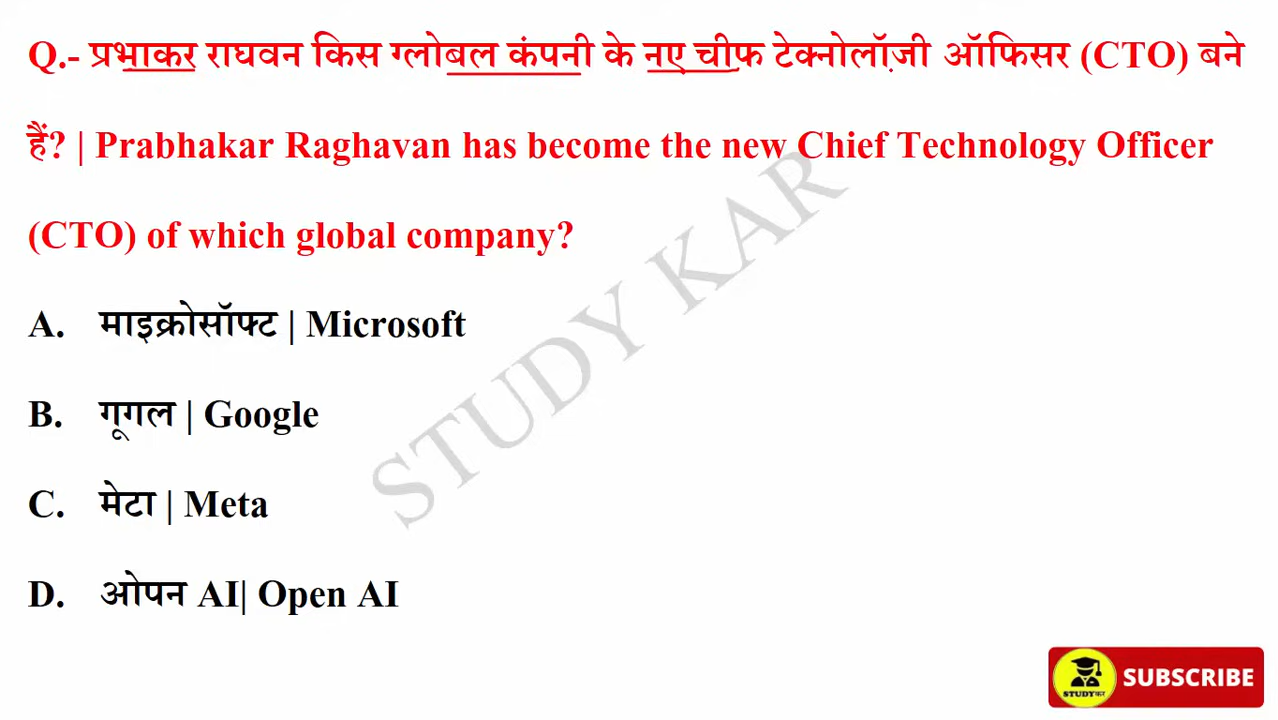 Q.- प्रभाकर राघवन किस ग्लोबल कंपनी के नए चीफ टेक्नोलॉजी ऑफिसर (CTO) बने
हैं? | Prabhakar Raghavan has become the new Chief Technology Officer
(CTO) of which global company?
A. माइक्रोसॉफ्ट | Microsoft
B. गूगल | Google
C. मेटा | Meta
D. ओपन AI| Open AI
STUDY KAR
STUDYकर
SUBSCRIBE